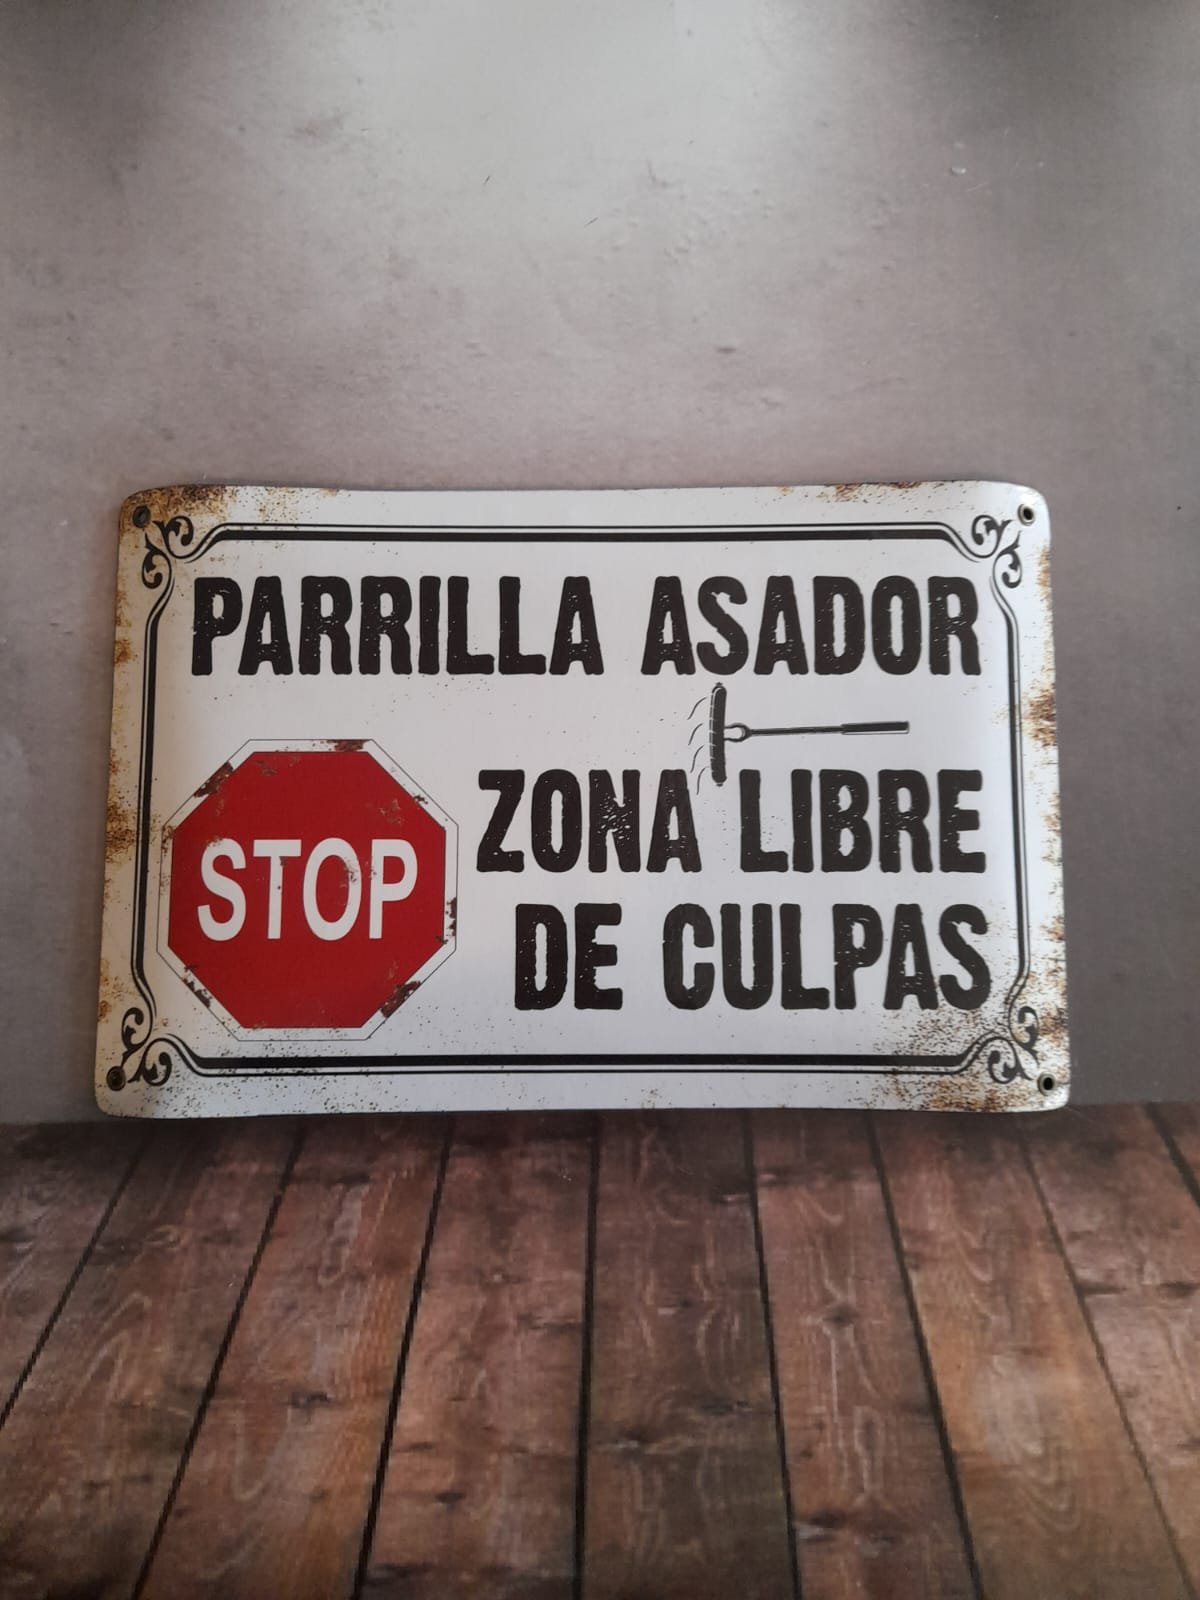 PARRILLA ASADOR
STOP
ZONA LIBRE
DE CULPAS